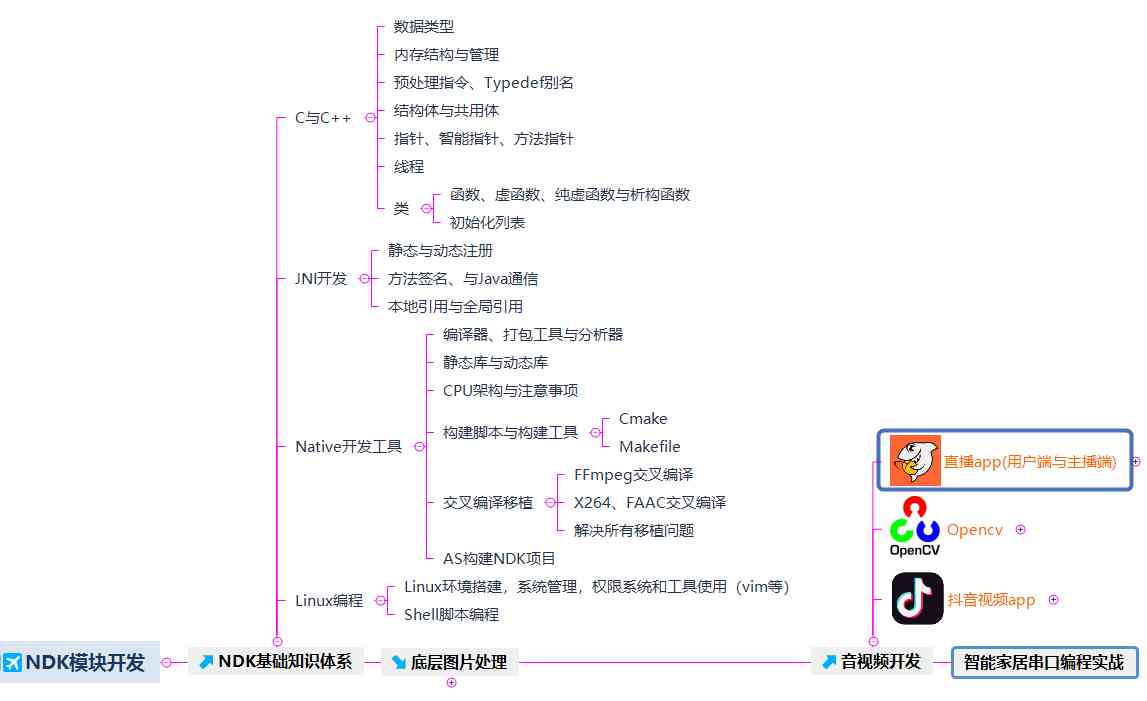 数据类型
内存结构与管理
预处理指令、Typedef别名
结构体与共用体
C与C++
指针、智能指针、方法指针
线程
类
函数、虚函数、纯虚函数与析构函数
初始化列表
静态与动态注册
JNI开发
方法签名、与Java通信
本地引用与全局引用
编译器、打包工具与分析器
静态库与动态库
CPU架构与注意事项
Native开发工具
构建脚本与构建工具
Cmake
Makefile
交叉编译移植
FFmpeg交叉编译
X264、FAAC交叉编译
解决所有移植问题
AS构建NDK项目
Linux编程
Linux环境搭建，系统管理，权限系统和工具使用（vim等）
Shell脚本编程
直播app(用户端与主播端)
OpenCV
Opencv
抖音视频app
NDK模块开发
NDK基础知识体系
底层图片处理
音视频开发
智能家居串口编程实战